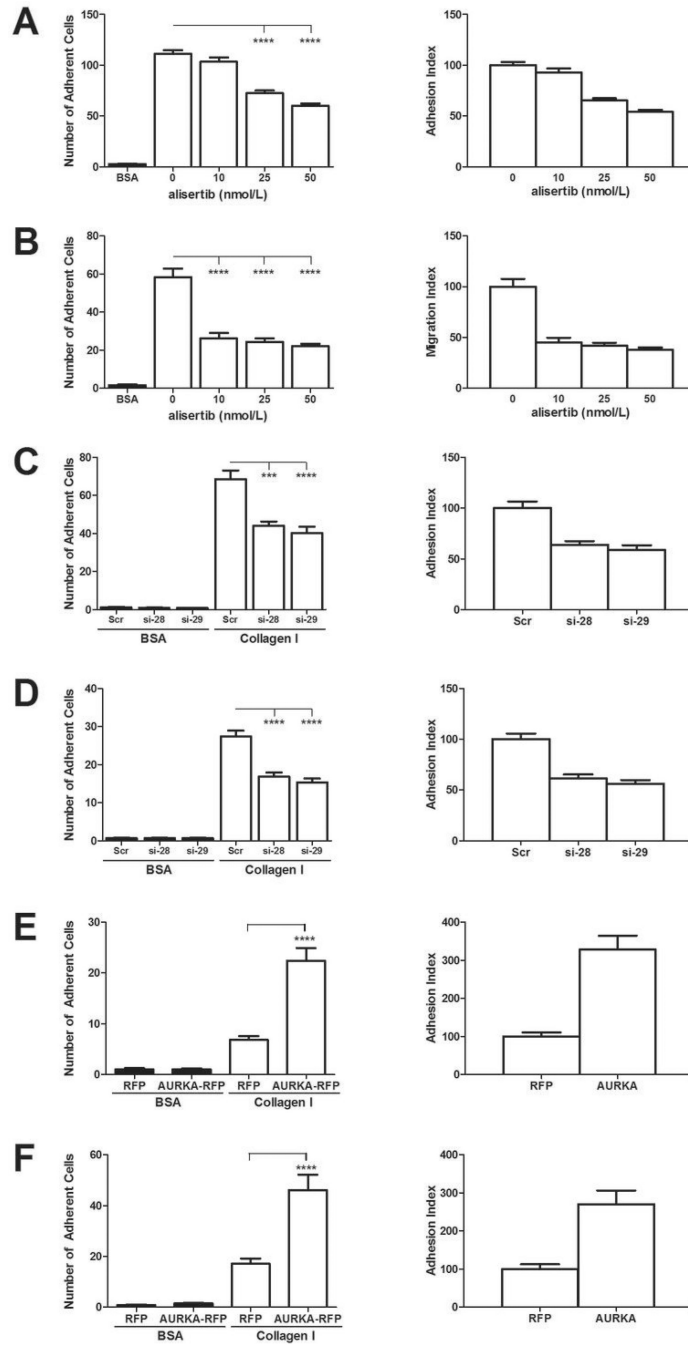 A
Number of Adherent Cells
150
100
50
0
**** ****
BSA 0 10 25 50
alisertib (nmol/L)
Adhesion Index
150
100
50
0
0 10 25 50
alisertib (nmol/L)
B
Number of Adherent Cells
80
60
40
20
0
**** **** ****
BSA 0 10 25 50
alisertib (nmol/L)
Migration Index
150
100
50
0
0 10 25 50
alisertib (nmol/L)
C
Number of Adherent Cells
80
60
40
20
0
*** ****
Scr si-28 si-29 Scr si-28 si-29
BSA Collagen I
Adhesion Index
150
100
50
0
Scr si-28 si-29
D
Number of Adherent Cells
40
30
20
10
0
**** ****
Scr si-28 si-29 Scr si-28 si-29
BSA Collagen I
Adhesion Index
150
100
50
0
Scr si-28 si-29
E
Number of Adherent Cells
30
20
10
0
****
RFP AURKA-RFP RFP AURKA-RFP
BSA Collagen I
Adhesion Index
400
300
200
100
0
RFP AURKA
F
Number of Adherent Cells
60
40
20
0
****
RFP AURKA-RFP RFP AURKA-RFP
BSA Collagen I
Adhesion Index
400
300
200
100
0
RFP AURKA